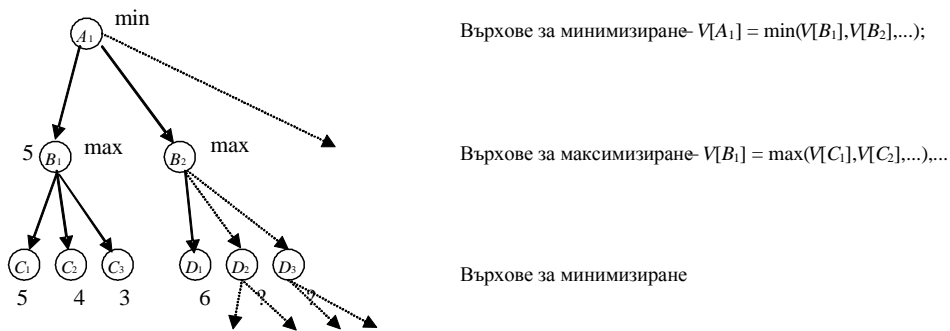 min
A1
Върхове за минимизиране– V[A1] = min(V[B1],V[B2],...);
5 B1 max B2 max
Върхове за максимизиране– V[B1] = max(V[C1],V[C2],...),...
C1 C2 C3 D1 D2 D3
Върхове за минимизиране
5 4 3 6 ? ?